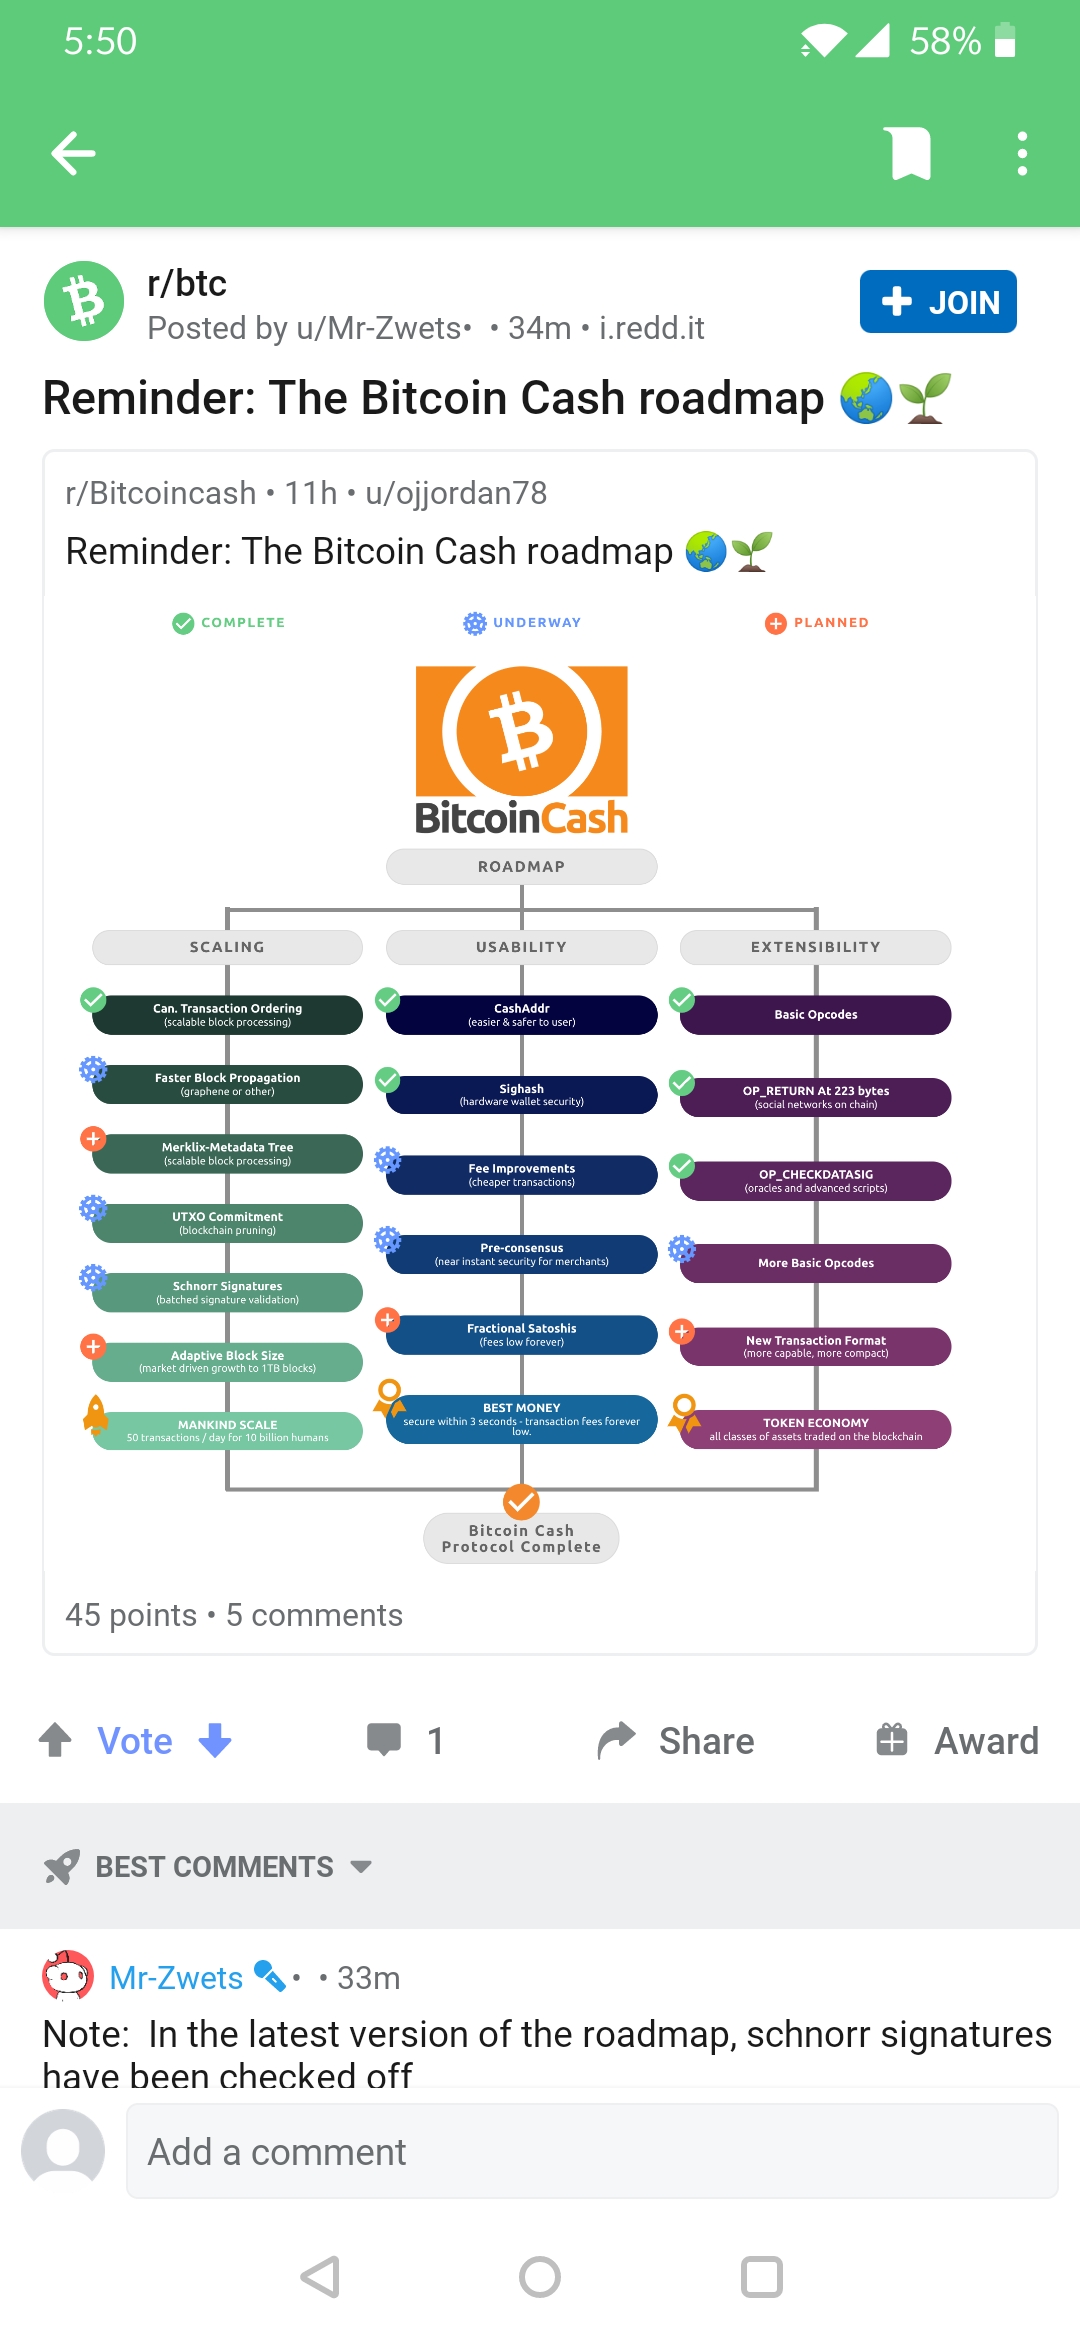 5:50
58%
r/btc
Posted by u/Mr-Zwets• • 34m • i.redd.it
JOIN
Reminder: The Bitcoin Cash roadmap 🌏🌱
r/Bitcoincash • 11h • u/ojjordan78
Reminder: The Bitcoin Cash roadmap 🌏🌱
COMPLETE
UNDERWAY
PLANNED
BitcoinCash
ROADMAP
SCALING
USABILITY
EXTENSIBILITY
Can. Transaction Ordering
(scalable block processing)
Faster Block Propagation
(graphene or other)
Merklix-Metadata Tree
(scalable block processing)
UTXO Commitment
(blockchain pruning)
Schnorr Signatures
(batched signature validation)
Adaptive Block Size
(market driven growth to 1TB blocks)
MANKIND SCALE
50 transactions / day for 10 billion humans
CashAddr
(easier & safer to user)
Sighash
(hardware wallet security)
Fee Improvements
(cheaper transactions)
Pre-consensus
(near instant security for merchants)
Fractional Satoshis
(fees low forever)
BEST MONEY
secure within 3 seconds - transaction fees forever
low.
Basic Opcodes
OP_RETURN At 223 bytes
(social networks on chain)
OP_CHECKDATASIG
(oracles and advanced scripts)
More Basic Opcodes
New Transaction Format
(more capable, more compact)
TOKEN ECONOMY
all classes of assets traded on the blockchain
Bitcoin Cash
Protocol Complete
45 points • 5 comments
Vote
1
Share
Award
BEST COMMENTS
Mr-Zwets • • 33m
Note: In the latest version of the roadmap, schnorr signatures
have been checked off
Add a comment